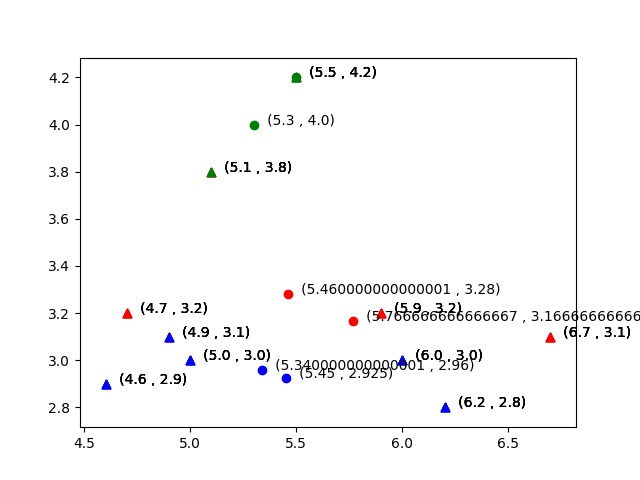 4.2
4.0
3.8
3.6
3.4
3.2
3.0
2.8
(5.5 , 4.2)
(5.3 , 4.0)
(5.1 , 3.8)
(5.460000000000001 , 3.28)
(4.7 , 3.2)
(5.9 , 3.2)
(5.766666666666667 , 3.16666666666
(4.9 , 3.1)
(6.7 , 3.1)
(5.0 , 3.0)
(6.0 , 3.0)
(5.340000000000001 , 2.96)
(5.45 , 2.925)
(4.6 , 2.9)
(6.2 , 2.8)
4.5 5.0 5.5 6.0 6.5